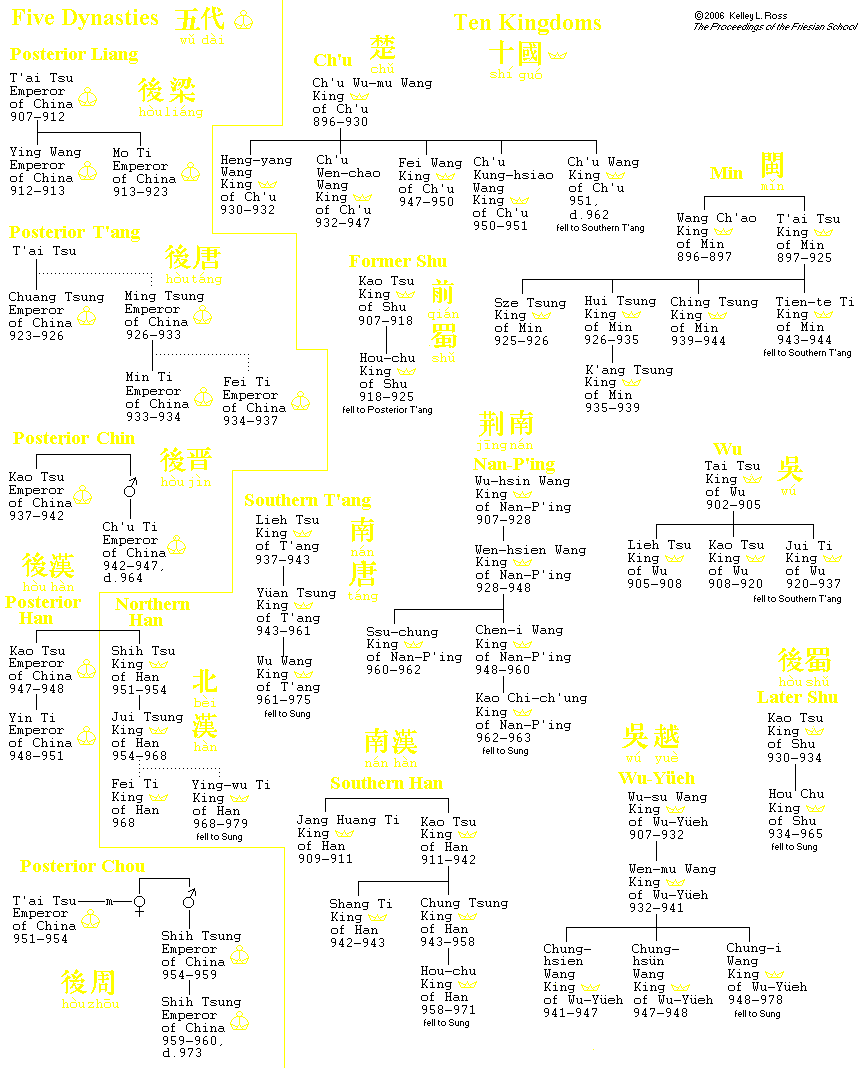 Five Dynasties 五代
wŭ dài
Ten Kingdoms
十國
shí guó
©2006 Kelley L. Ross
The Proceedings of the Friesian School
Posterior Liang
後梁
hòu liáng
T'ai Tsu
Emperor
of China
907–912
Ying Wang
Emperor
of China
912–913
Mo Ti
Emperor
of China
913–923
Posterior T'ang
後唐
hòu táng
T'ai Tsu
Chuang Tsung
Emperor
of China
923–926
Ming Tsung
Emperor
of China
926–933
Min Ti
Emperor
of China
933–934
Fei Ti
Emperor
of China
934–937
Posterior Chin
後晋
hòu jìn
Kao Tsu
Emperor
of China
937–942
Ch'u Ti
Emperor
of China
942–947,
d.964
後漢
hòu hàn
Posterior
Han
Kao Tsu
Emperor
of China
947–948
Yin Ti
Emperor
of China
948–951
Northern
Han
北
bèi
漢
hàn
Shih Tsu
King
of Han
951–954
Jui Tsung
King
of Han
954–968
Fei Ti
King
of Han
968
Ying-wu Ti
King
of Han
968–979
fell to Sung
Posterior Chou
後周
hòu zhōu
T'ai Tsu
m
Emperor
of China
951–954
Shih Tsung
Emperor
of China
954–959
Shih Tsung
Emperor
of China
959–960,
d.973
Ch'u
楚
chŭ
Ch'u Wu-mu Wang
King
of Ch'u
896–930
Heng-yang
Wang
King
of Ch'u
930–932
Ch'u
Wen-chao
Wang
King
of Ch'u
932–947
Fei Wang
King
of Ch'u
947–950
Ch'u
Kung-hsiao
Wang
King
of Ch'u
950–951
Ch'u Wang
King
of Ch'u
951,
d.962
fell to Southern T'ang
Min
閩
mín
Wang Ch'ao
King
of Min
896–897
T'ai Tsu
King
of Min
897–925
Sze Tsung
King
of Min
925–926
Hui Tsung
King
of Min
926–935
Ching Tsung
King
of Min
939–944
Tien-te Ti
King
of Min
943–944
fell to Southern T'ang
K'ang Tsung
King
of Min
935–939
Former Shu
前
qián
蜀
shŭ
Kao Tsu
King
of Shu
907–918
Hou-chu
King
of Shu
918–925
fell to Posterior T'ang
荆南
jīng nán
Nan-P'ing
Wu-hsin Wang
King
of Nan-P'ing
907–928
Wen-hsien Wang
King
of Nan-P'ing
928–948
Ssu-chung
King
of Nan-P'ing
960–962
Chen-i Wang
King
of Nan-P'ing
948–960
Kao Chi-ch'ung
King
of Nan-P'ing
962–963
fell to Sung
Wu
吳
wú
Tai Tsu
King
of Wu
902–905
Lieh Tsu
King
of Wu
905–908
Kao Tsu
King
of Wu
908–920
Jui Ti
King
of Wu
920–937
fell to Southern T'ang
Southern T'ang
南
nán
唐
táng
Lieh Tsu
King
of T'ang
937–943
Yüan Tsung
King
of T'ang
943–961
Wu Wang
King
of T'ang
961–975
fell to Sung
南漢
nán hàn
Southern Han
Jang Huang Ti
King
of Han
909–911
Kao Tsu
King
of Han
911–942
Shang Ti
King
of Han
942–943
Chung Tsung
King
of Han
943–958
Hou-chu
King
of Han
958–971
fell to Sung
吳越
wú yuè
Wu-Yüeh
Wu-su Wang
King
of Wu-Yüeh
907–932
Wen-mu Wang
King
of Wu-Yüeh
932–941
Chung-
hsien
Wang
King
of Wu-Yüeh
941–947
Chung-
hsün
Wang
King
of Wu-Yüeh
947–948
Chung-i
Wang
King
of Wu-Yüeh
948–978
fell to Sung
後蜀
hòu shŭ
Later Shu
Kao Tsu
King
of Shu
930–934
Hou Chu
King
of Shu
934–965
fell to Sung